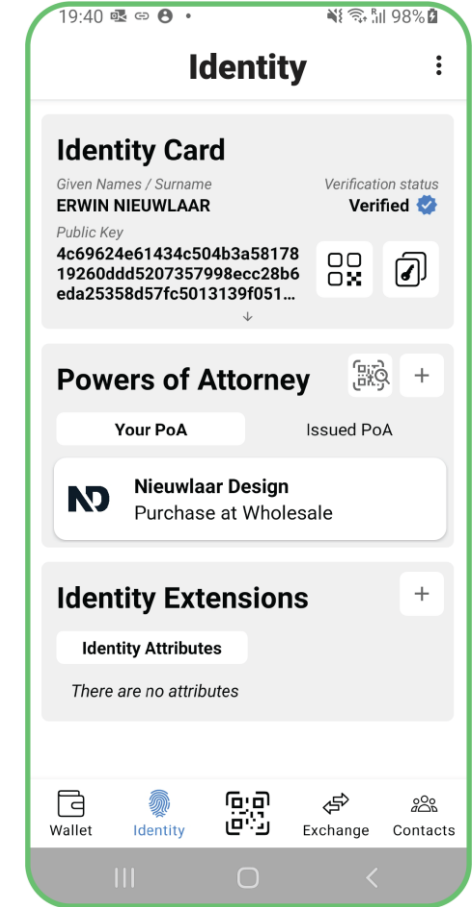 19:40 98%
Identity
Identity Card
Given Names / Surname Verification status
ERWIN NIEUWLAAR Verified
Public Key
4c69624e61434c504b3a58178
19260ddd5207357998ecc28b6
eda25358d57fc5013139f051...
Powers of Attorney
Your PoA Issued PoA
ND Nieuwlaar Design
Purchase at Wholesale
Identity Extensions
Identity Attributes
There are no attributes
Wallet Identity Exchange Contacts